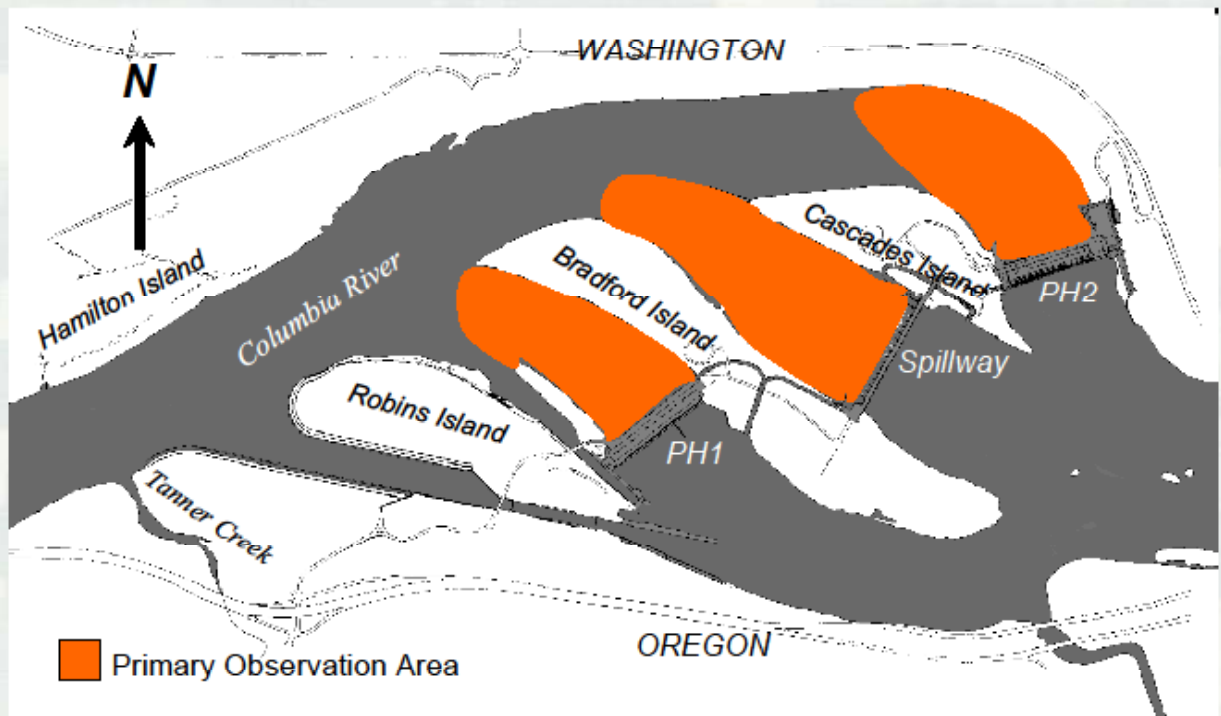 WASHINGTON
N
Cascades Island
Hamilton Island
Columbia River
Bradford Island
PH2
Spillway
Robins Island
PH1
Tanner Creek
OREGON
Primary Observation Area